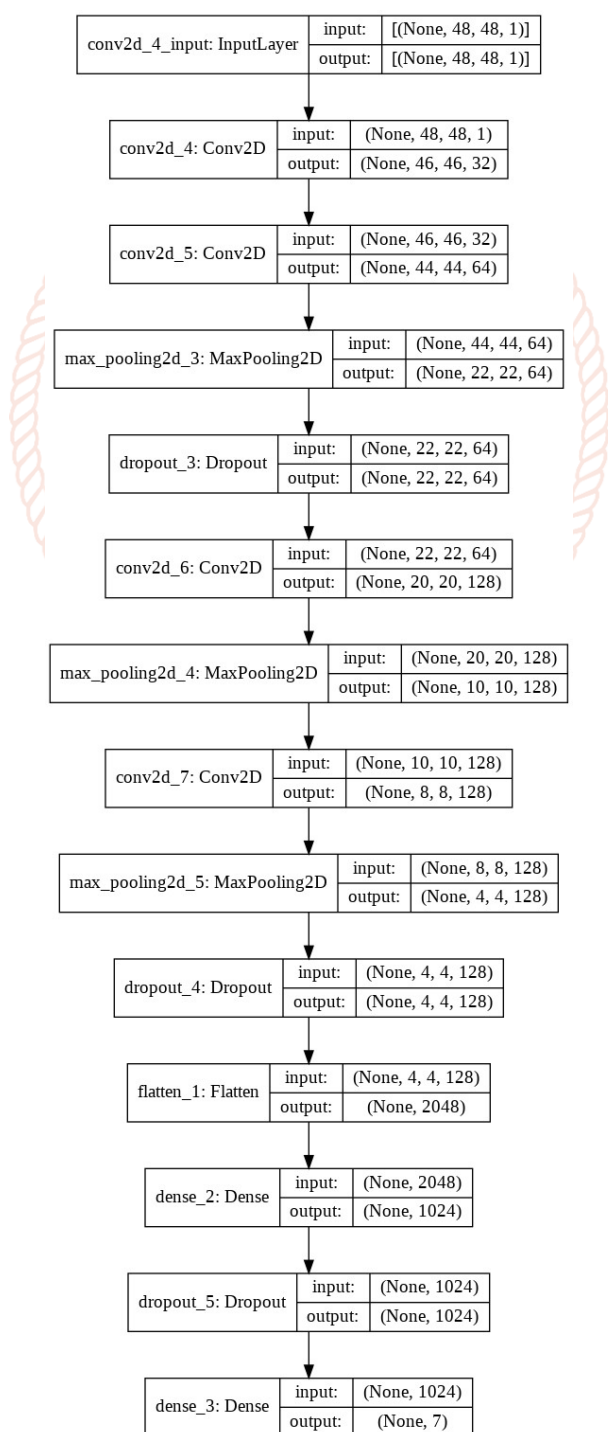 conv2d_4_input: InputLayer
input: [(None, 48, 48, 1)]
output: [(None, 48, 48, 1)]
conv2d_4: Conv2D
input: (None, 48, 48, 1)
output: (None, 46, 46, 32)
conv2d_5: Conv2D
input: (None, 46, 46, 32)
output: (None, 44, 44, 64)
max_pooling2d_3: MaxPooling2D
input: (None, 44, 44, 64)
output: (None, 22, 22, 64)
dropout_3: Dropout
input: (None, 22, 22, 64)
output: (None, 22, 22, 64)
conv2d_6: Conv2D
input: (None, 22, 22, 64)
output: (None, 20, 20, 128)
max_pooling2d_4: MaxPooling2D
input: (None, 20, 20, 128)
output: (None, 10, 10, 128)
conv2d_7: Conv2D
input: (None, 10, 10, 128)
output: (None, 8, 8, 128)
max_pooling2d_5: MaxPooling2D
input: (None, 8, 8, 128)
output: (None, 4, 4, 128)
dropout_4: Dropout
input: (None, 4, 4, 128)
output: (None, 4, 4, 128)
flatten_1: Flatten
input: (None, 4, 4, 128)
output: (None, 2048)
dense_2: Dense
input: (None, 2048)
output: (None, 1024)
dropout_5: Dropout
input: (None, 1024)
output: (None, 1024)
dense_3: Dense
input: (None, 1024)
output: (None, 7)